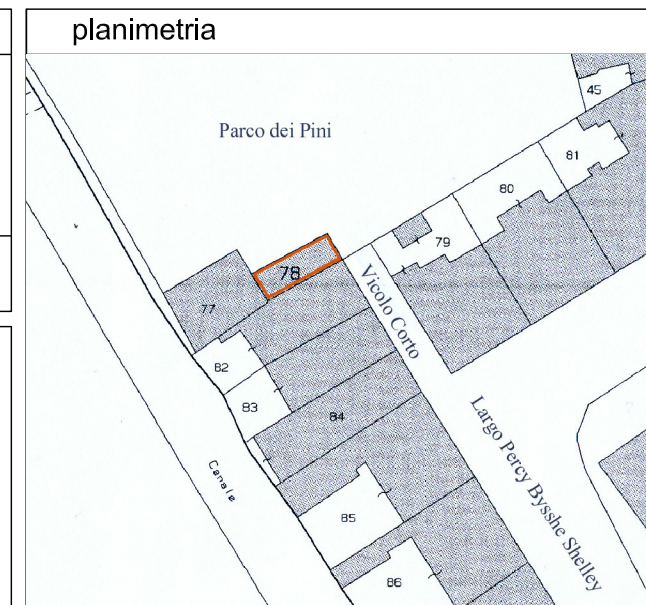 planimetria
45
Parco dei Pini
81
80
79
78
Vicolo Corto
77
82
83
84
Largo Percy Bysshe Shelley
Canale
85
86